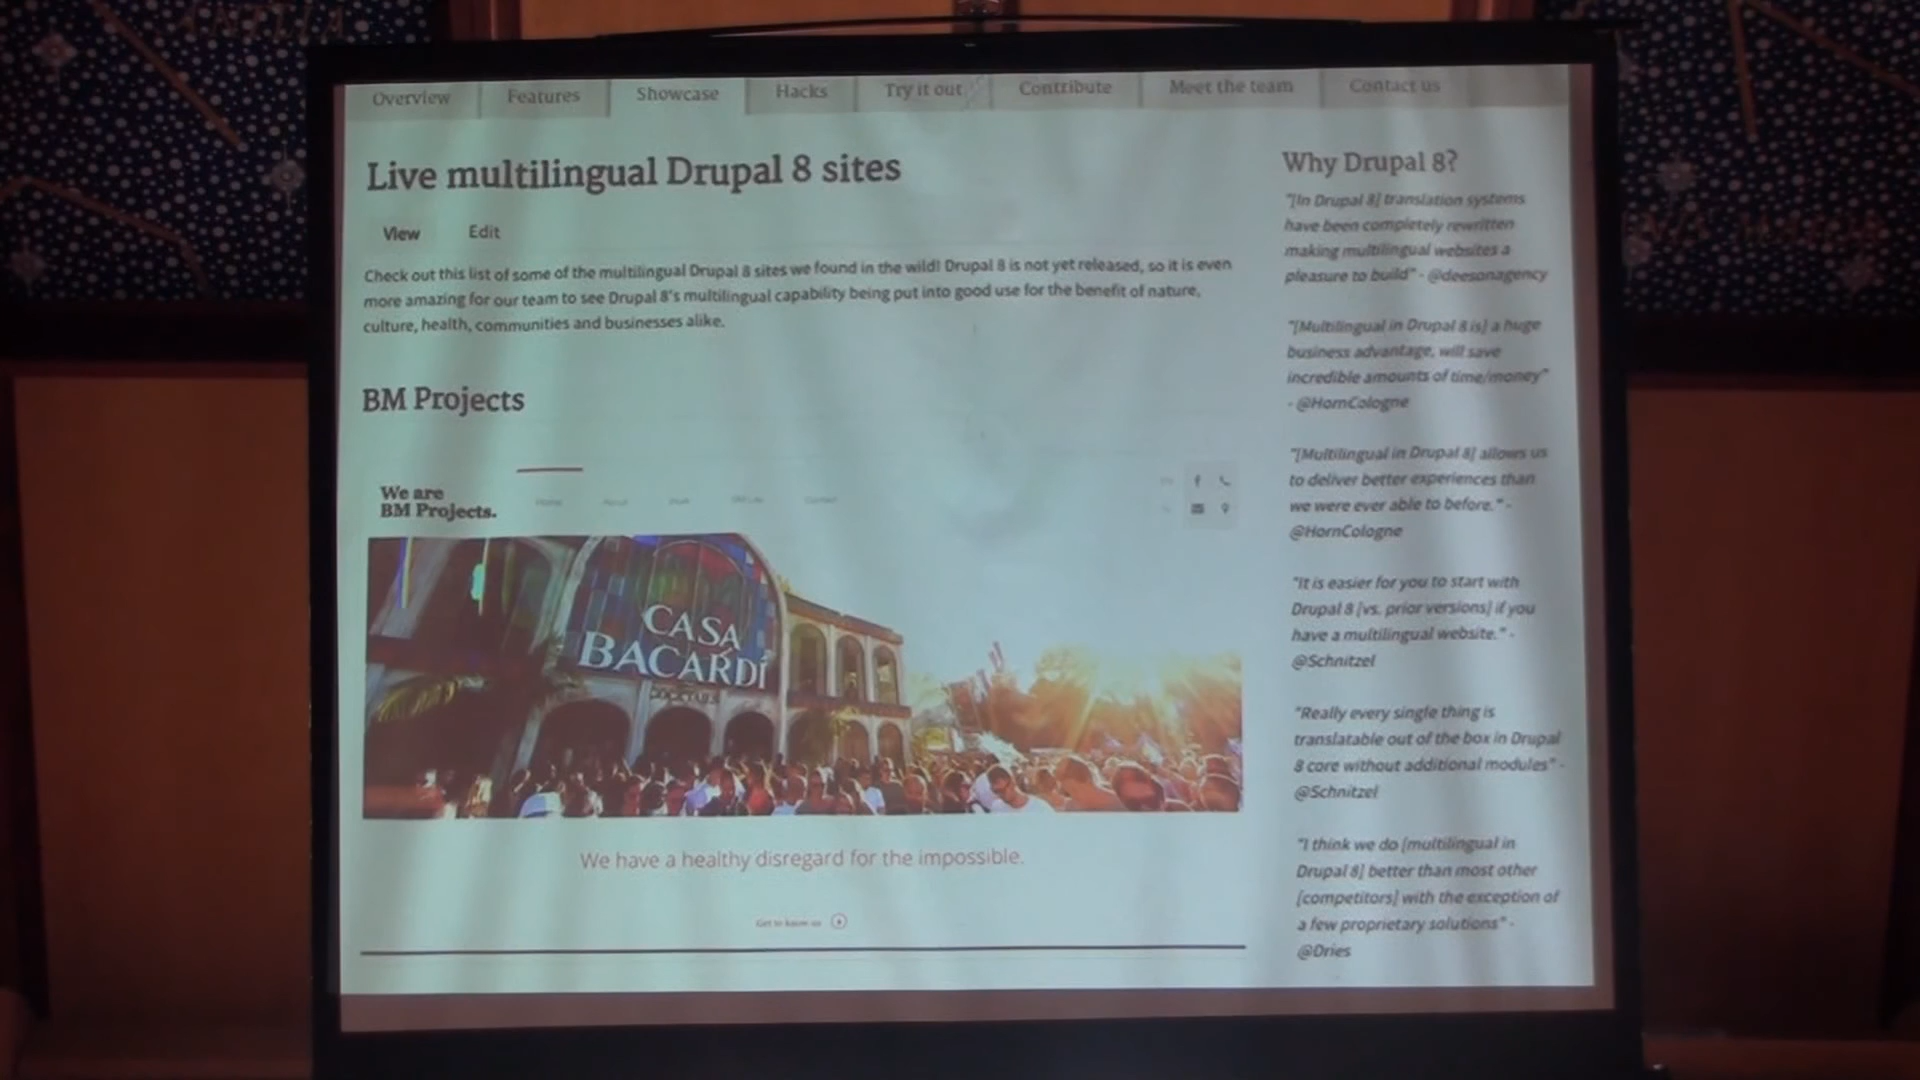 Overview Features Showcase Hacks Try it out Contribute Meet the team Contact us
Live multilingual Drupal 8 sites
View Edit
Check out this list of some of the multilingual Drupal 8 sites we found in the wild! Drupal 8 is not yet released, so it is even
more amazing for our team to see Drupal 8's multilingual capability being put into good use for the benefit of nature,
culture, health, communities and businesses alike.
BM Projects
We are
BM Projects.
Home About Work Contact
CASA
BACARDÍ
COCKTAILS
We have a healthy disregard for the impossible.
Get to know us
Why Drupal 8?
"[In Drupal 8] translation systems
have been completely rewritten
making multilingual websites a
pleasure to build" - @deesonagency
"[Multilingual in Drupal 8 is] a huge
business advantage, will save
incredible amounts of time/money"
- @HornCologne
"[Multilingual in Drupal 8] allows us
to deliver better experiences than
we were ever able to before." -
@HornCologne
"It is easier for you to start with
Drupal 8 [vs. prior versions] if you
have a multilingual website." -
@Schnitzel
"Really every single thing is
translatable out of the box in Drupal
8 core without additional modules" -
@Schnitzel
"I think we do [multilingual in
Drupal 8] better than most other
[competitors] with the exception of
a few proprietary solutions" -
@Dries